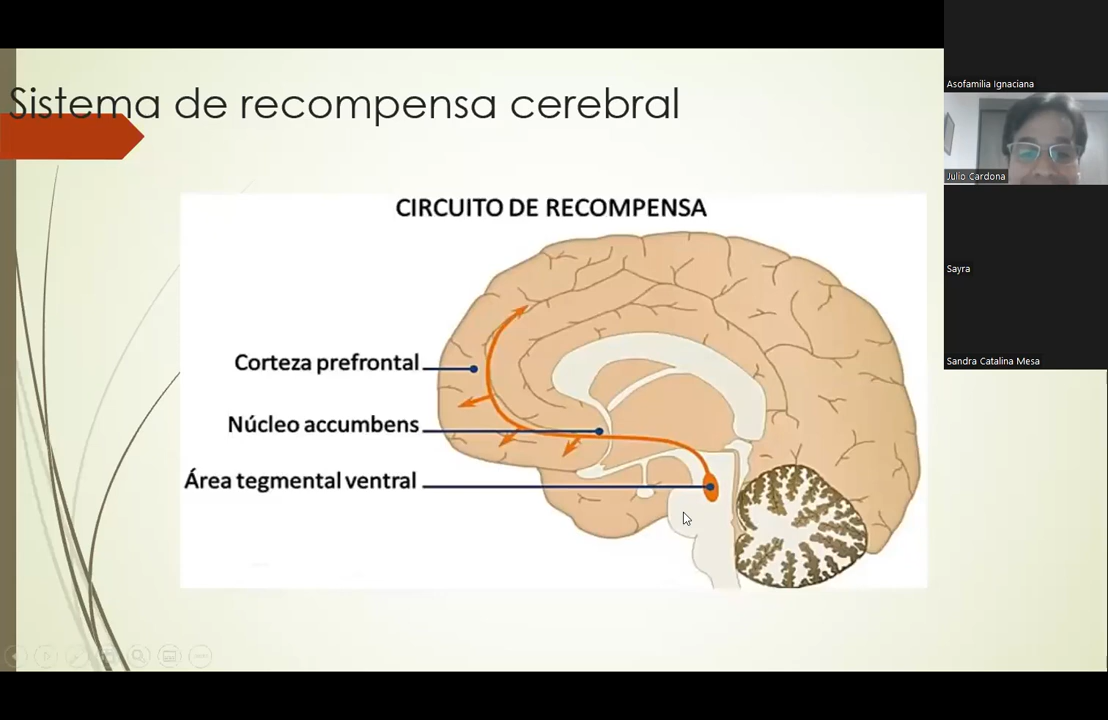 Sistema de recompensa cerebral
CIRCUITO DE RECOMPENSA
Corteza prefrontal
Núcleo accumbens
Área tegmental ventral
Asofamilia Ignaciana
Julio Cardona
Sayra
Sandra Catalina Mesa